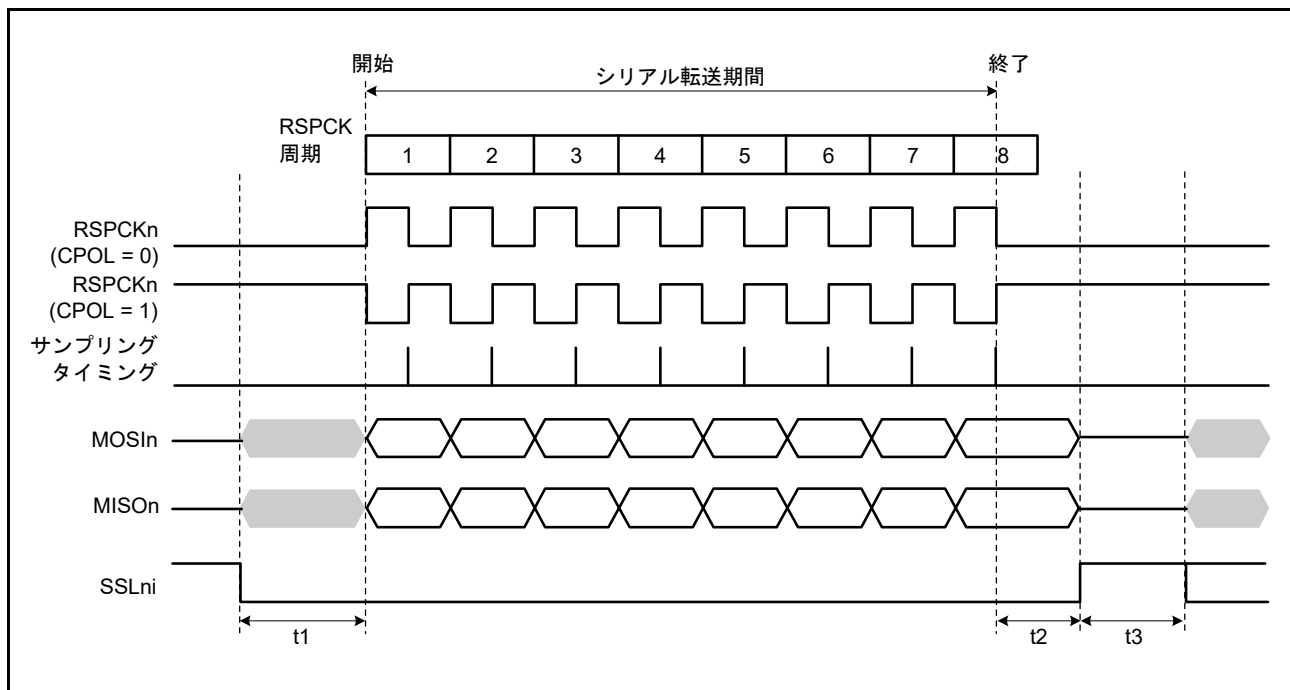 開始
シリアル転送期間
終了
RSPCK
周期
1 2 3 4 5 6 7 8
RSPCKn
(CPOL = 0)
RSPCKn
(CPOL = 1)
サンプリング
タイミング
MOSIn
MISOn
SSLni
t1
t2
t3